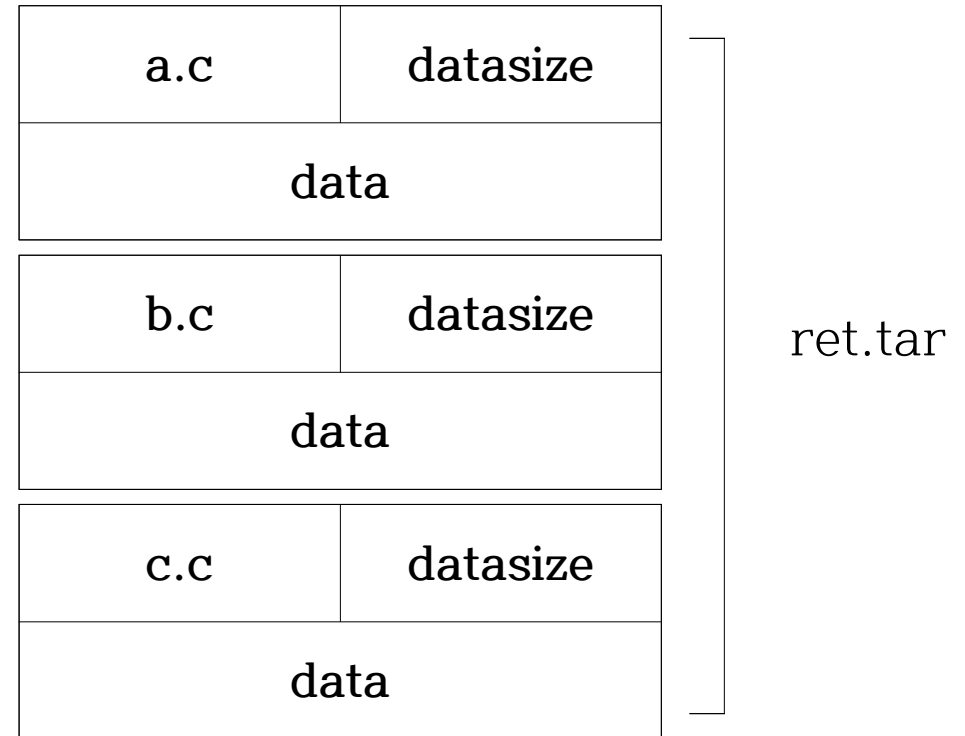 a.c datasize
data
b.c datasize
data
ret.tar
c.c datasize
data